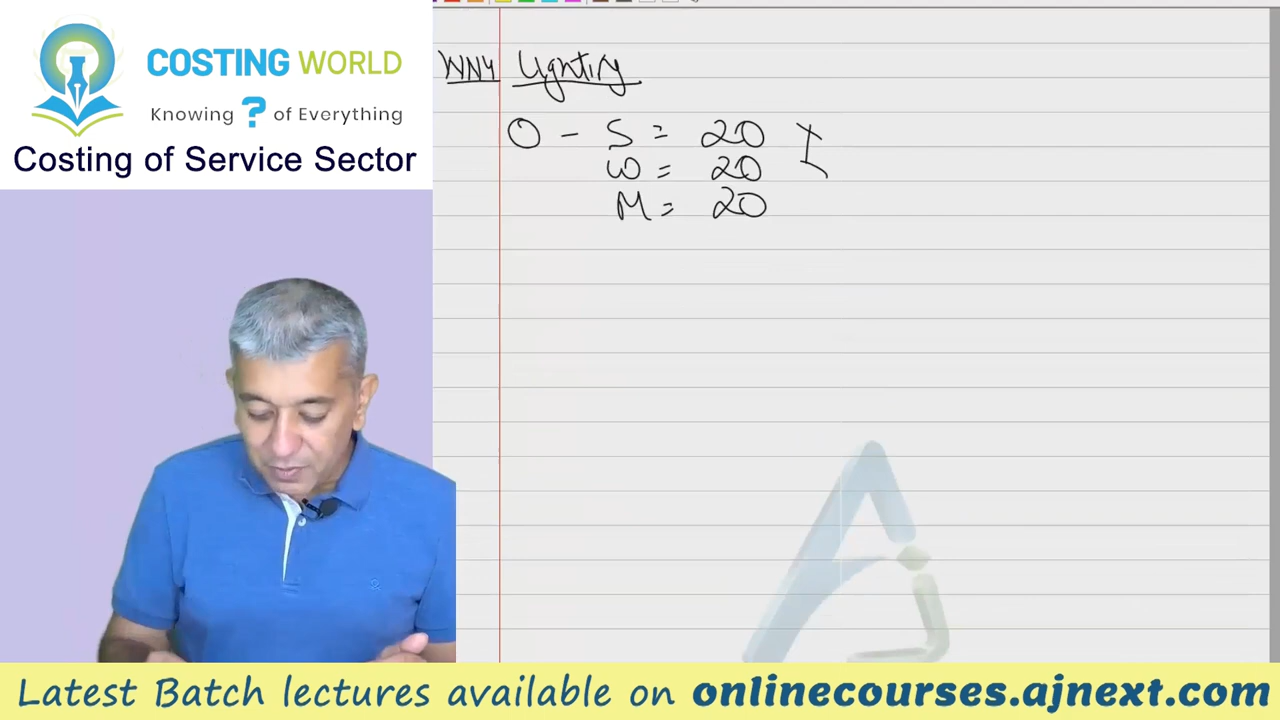 COSTING WORLD
Knowing ? of Everything
Costing of Service Sector
WN4 Lighting
O - S = 20
W = 20
M = 20
Latest Batch lectures available on onlinecourses.ajnext.com